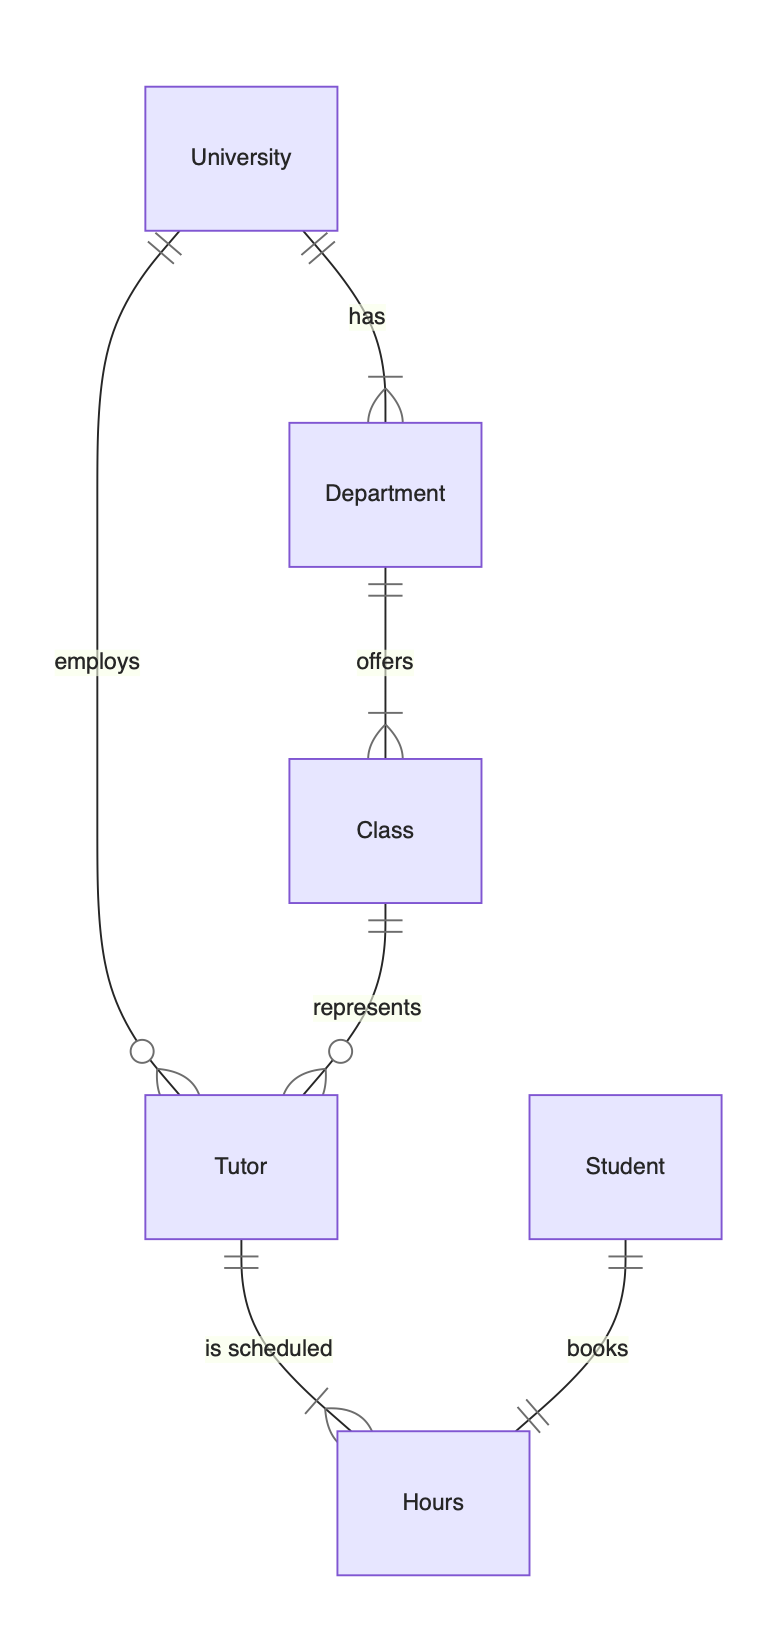 University
has
Department
employs
offers
Class
represents
Tutor
Student
is scheduled
books
Hours